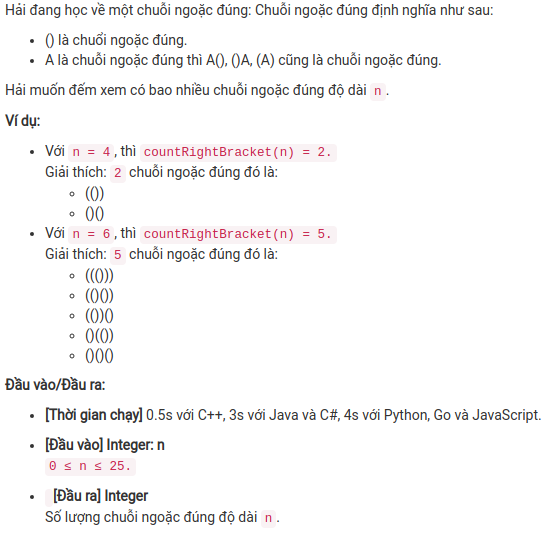 Hải đang học về một chuỗi ngoặc đúng: Chuỗi ngoặc đúng định nghĩa như sau:
• () là chuổi ngoặc đúng.
• A là chuỗi ngoặc đúng thì A(), ()A, (A) cũng là chuỗi ngoặc đúng.
Hải muốn đếm xem có bao nhiêu chuỗi ngoặc đúng độ dài n.
Ví dụ:
• Với n = 4, thì countRightBracket(n) = 2.
Giải thích: 2 chuỗi ngoặc đúng đó là:
◦ (())
◦ ()()
• Với n = 6, thì countRightBracket(n) = 5.
Giải thích: 5 chuỗi ngoặc đúng đó là:
◦ ((()))
◦ (()())
◦ (())()
◦ ()(())
◦ ()()()
Đầu vào/Đầu ra:
• [Thời gian chạy] 0.5s với C++, 3s với Java và C#, 4s với Python, Go và JavaScript.
• [Đầu vào] Integer: n
0 ≤ n ≤ 25.
• [Đầu ra] Integer
Số lượng chuỗi ngoặc đúng độ dài n.